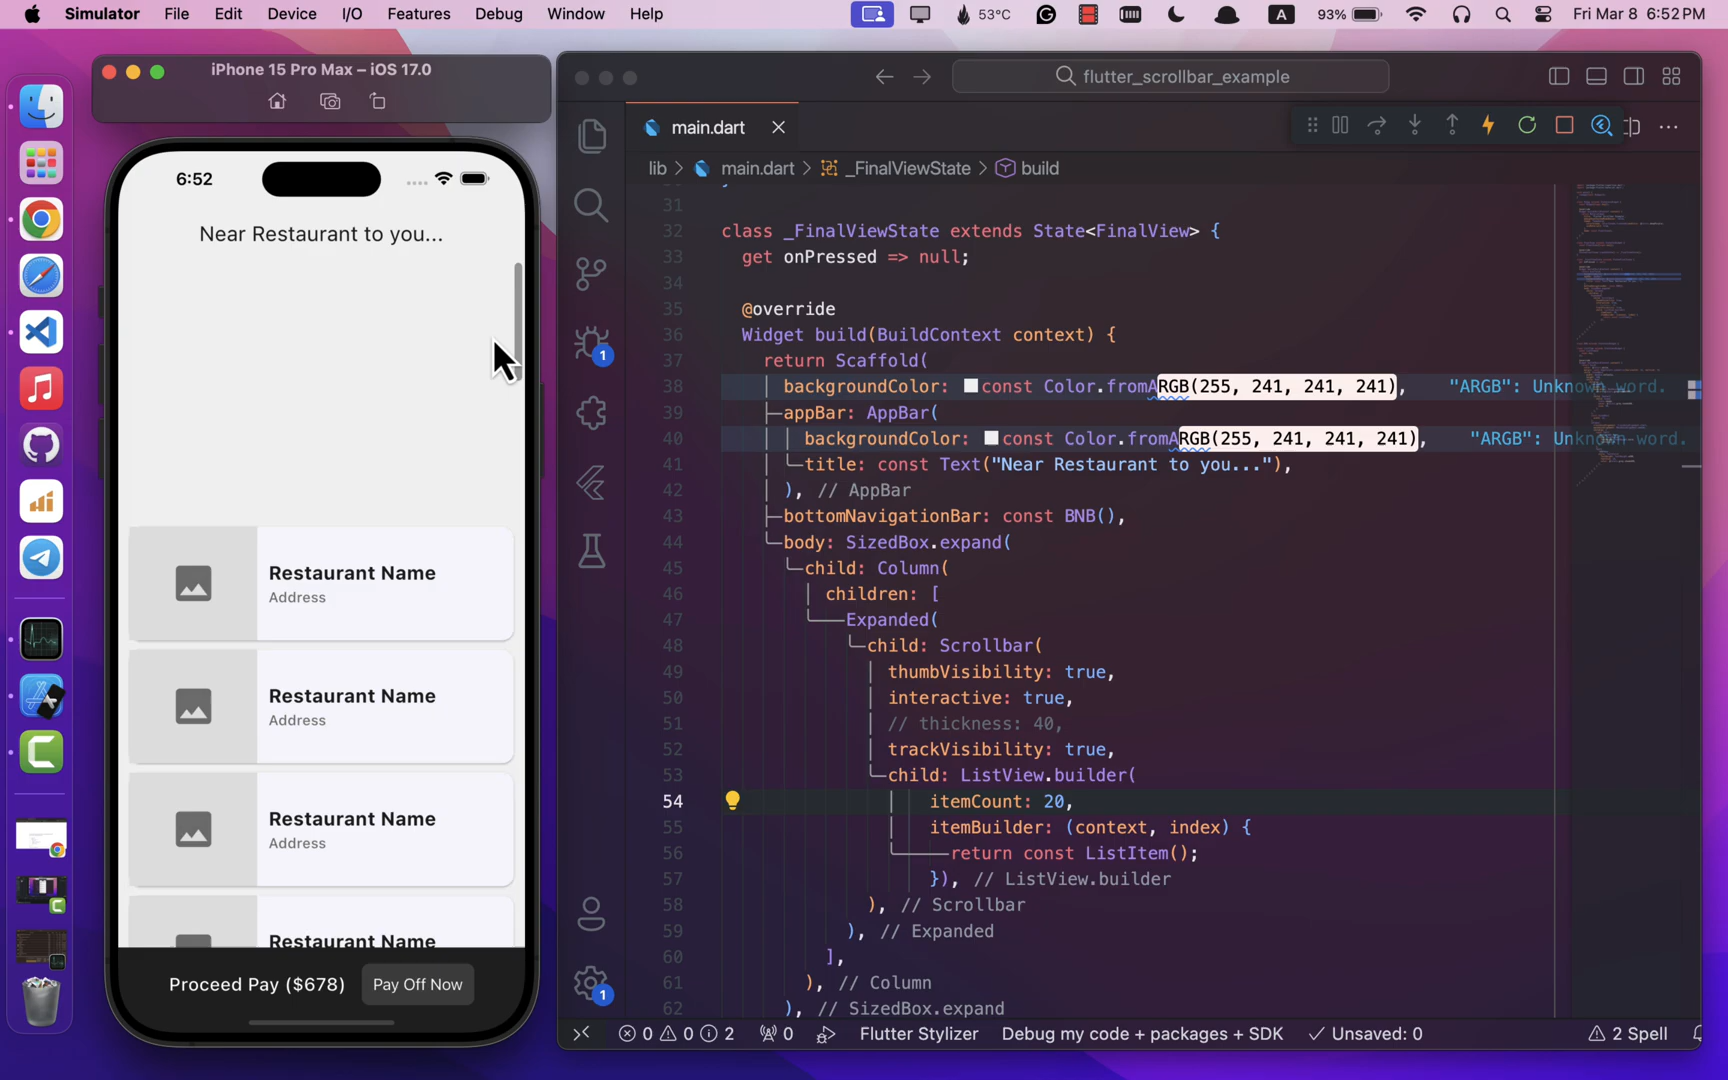 Simulator File Edit Device I/O Features Debug Window Help 53°C A 93% Fri Mar 8 6:52 PM
iPhone 15 Pro Max – iOS 17.0
6:52
Near Restaurant to you...
Restaurant Name
Address
Restaurant Name
Address
Restaurant Name
Address
Restaurant Name
Proceed Pay ($678) Pay Off Now
flutter_scrollbar_example
main.dart
lib > main.dart > _FinalViewState > build
1
1
31
32 class _FinalViewState extends State<FinalView> {
33 get onPressed => null;
34
35 @override
36 Widget build(BuildContext context) {
37 return Scaffold(
38 backgroundColor: const Color.fromARGB(255, 241, 241, 241), "ARGB": Unknown word.
39 appBar: AppBar(
40 backgroundColor: const Color.fromARGB(255, 241, 241, 241), "ARGB": Unknown word.
41 title: const Text("Near Restaurant to you..."),
42 ), // AppBar
43 bottomNavigationBar: const BNB(),
44 body: SizedBox.expand(
45 child: Column(
46 children: [
47 Expanded(
48 child: Scrollbar(
49 thumbVisibility: true,
50 interactive: true,
51 // thickness: 40,
52 trackVisibility: true,
53 child: ListView.builder(
54 itemCount: 20,
55 itemBuilder: (context, index) {
56 return const ListItem();
57 }), // ListView.builder
58 ), // Scrollbar
59 ), // Expanded
60 ],
61 ), // Column
62 ), // SizedBox.expand
0 0 2 0 Flutter Stylizer Debug my code + packages + SDK Unsaved: 0 2 Spell